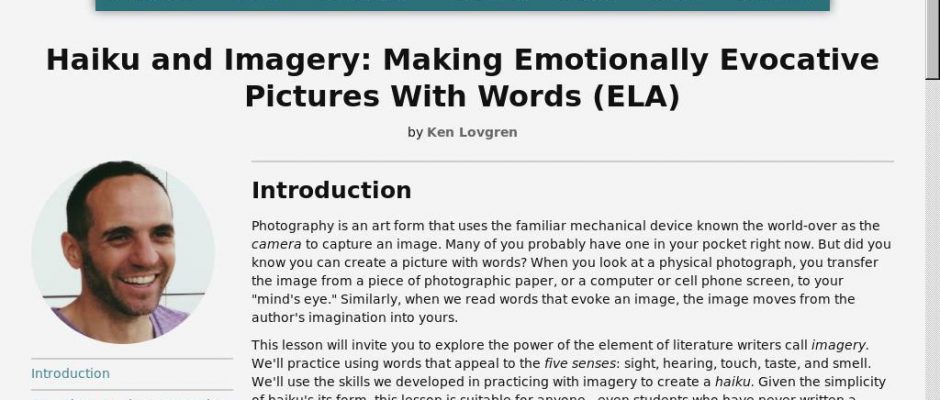 Haiku and Imagery: Making Emotionally Evocative
Pictures With Words (ELA)
by Ken Lovgren
Introduction
Photography is an art form that uses the familiar mechanical device known the world-over as the
camera to capture an image. Many of you probably have one in your pocket right now. But did you
know you can create a picture with words? When you look at a physical photograph, you transfer
the image from a piece of photographic paper, or a computer or cell phone screen, to your
"mind's eye." Similarly, when we read words that evoke an image, the image moves from the
author's imagination into yours.
This lesson will invite you to explore the power of the element of literature writers call imagery.
We'll practice using words that appeal to the five senses: sight, hearing, touch, taste, and smell.
We'll use the skills we developed in practicing with imagery to create a haiku. Given the simplicity
of haiku's its form, this lesson is suitable for anyone--even students who have never written a
Introduction